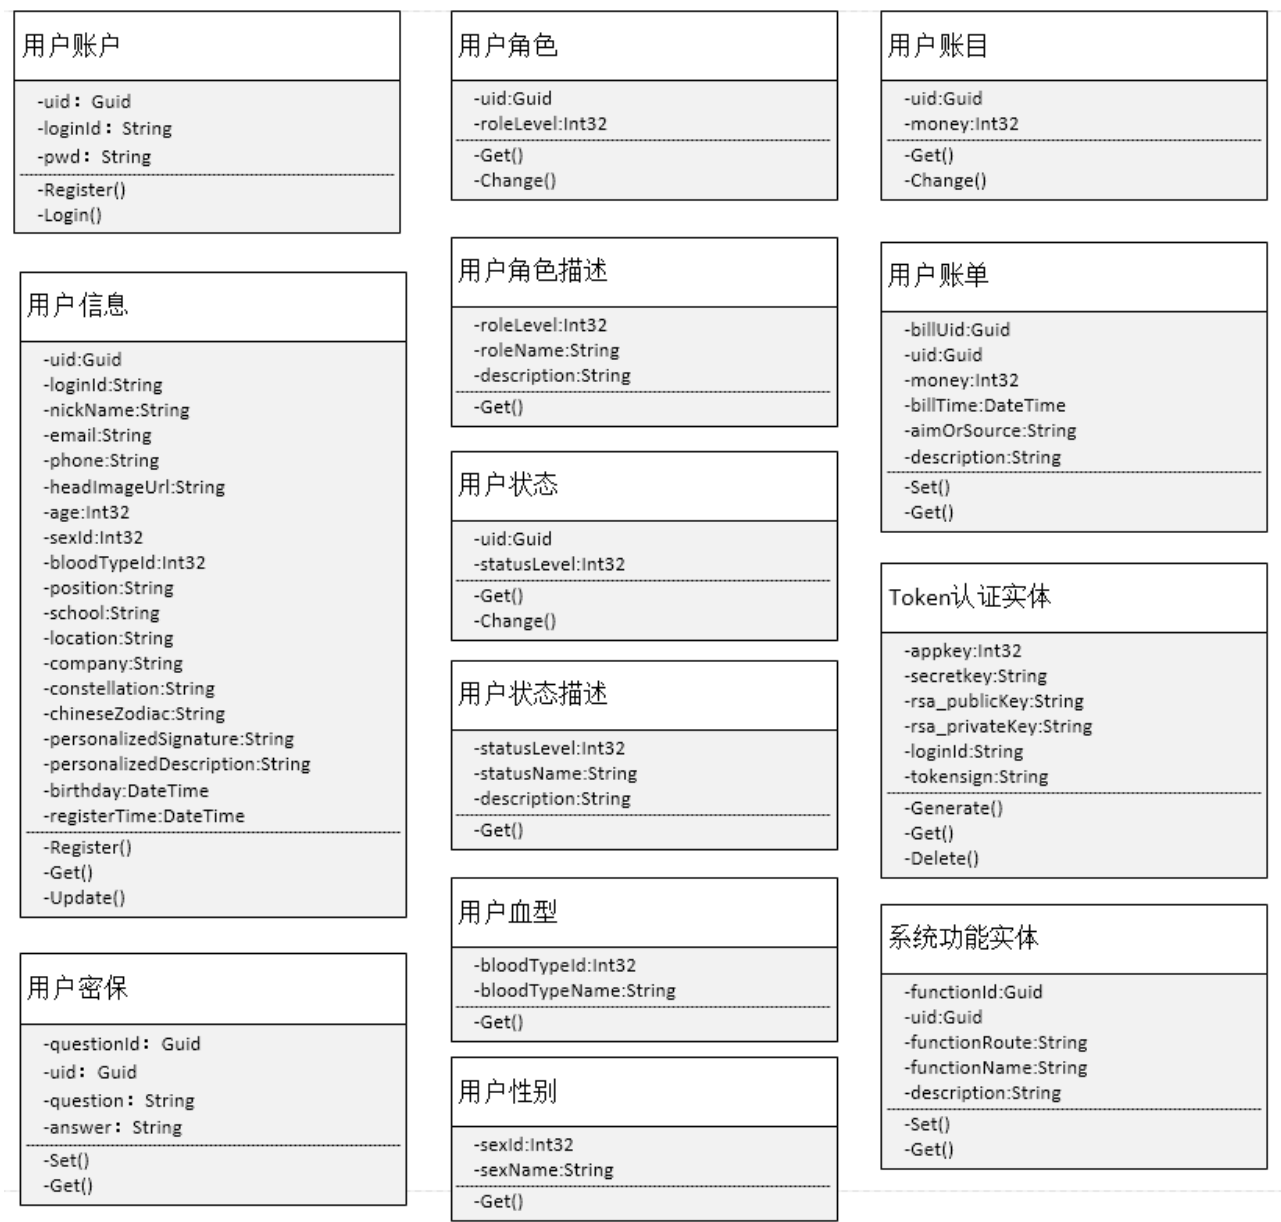 用户账户
-uid：Guid
-loginId：String
-pwd：String
-Register()
-Login()
用户信息
-uid:Guid
-loginId:String
-nickName:String
-email:String
-phone:String
-headImageUrl:String
-age:Int32
-sexId:Int32
-bloodTypeId:Int32
-position:String
-school:String
-location:String
-company:String
-constellation:String
-chineseZodiac:String
-personalizedSignature:String
-personalizedDescription:String
-birthday:DateTime
-registerTime:DateTime
-Register()
-Get()
-Update()
用户密保
-questionId：Guid
-uid：Guid
-question：String
-answer：String
-Set()
-Get()
用户角色
-uid:Guid
-roleLevel:Int32
-Get()
-Change()
用户角色描述
-roleLevel:Int32
-roleName:String
-description:String
-Get()
用户状态
-uid:Guid
-statusLevel:Int32
-Get()
-Change()
用户状态描述
-statusLevel:Int32
-statusName:String
-description:String
-Get()
用户血型
-bloodTypeId:Int32
-bloodTypeName:String
-Get()
用户性别
-sexId:Int32
-sexName:String
-Get()
用户账目
-uid:Guid
-money:Int32
-Get()
-Change()
用户账单
-billUid:Guid
-uid:Guid
-money:Int32
-billTime:DateTime
-aimOrSource:String
-description:String
-Set()
-Get()
Token认证实体
-appkey:Int32
-secretkey:String
-rsa_publicKey:String
-rsa_privateKey:String
-loginId:String
-tokensign:String
-Generate()
-Get()
-Delete()
系统功能实体
-functionId:Guid
-uid:Guid
-functionRoute:String
-functionName:String
-description:String
-Set()
-Get()